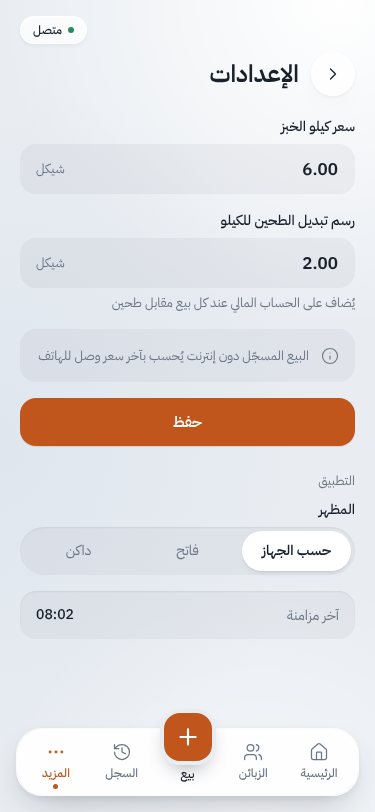 متصل
الإعدادات
سعر كيلو الخبز
6.00 شيكل
رسم تبديل الطحين للكيلو
2.00 شيكل
يُضاف على الحساب المالي عند كل بيع مقابل طحين
البيع المسجّل دون إنترنت يُحسب بآخر سعر وصل للهاتف
حفظ
التطبيق
المظهر
حسب الجهاز فاتح داكن
آخر مزامنة 08:02
الرئيسية الزبائن بيع السجل المزيد